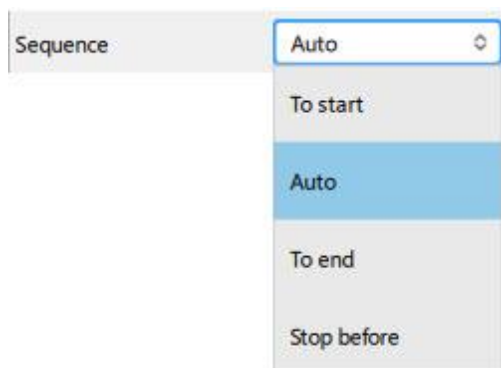 Sequence Auto
To start
Auto
To end
Stop before